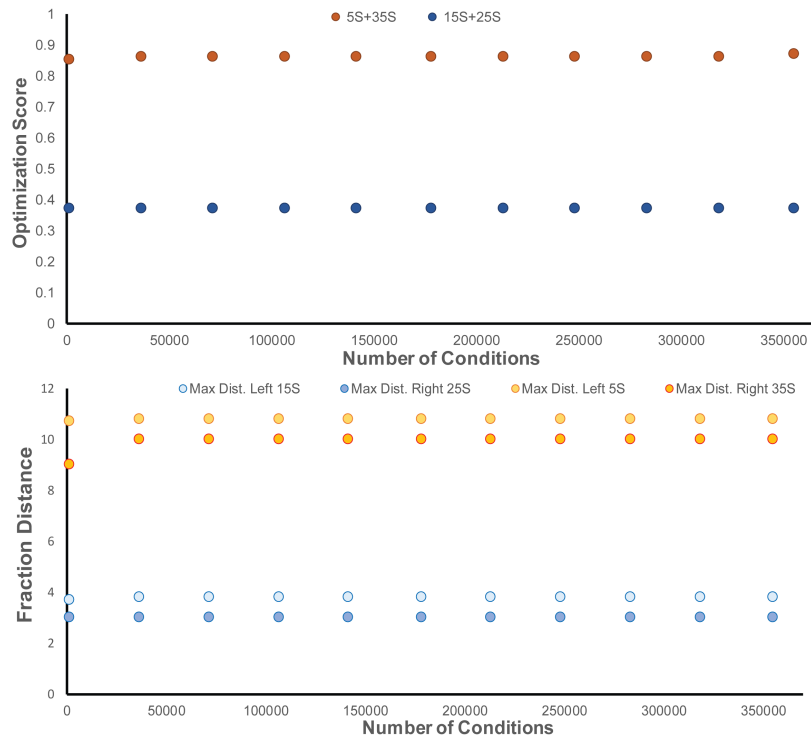 5S+35S 15S+25S
1
0.9
0.8
0.7
0.6
0.5
0.4
0.3
0.2
0.1
0
Optimization Score
0 50000 100000 150000 200000 250000 300000 350000
Number of Conditions
Max Dist. Left 15S Max Dist. Right 25S Max Dist. Left 5S Max Dist. Right 35S
12
10
8
6
4
2
0
Fraction Distance
0 50000 100000 150000 200000 250000 300000 350000
Number of Conditions